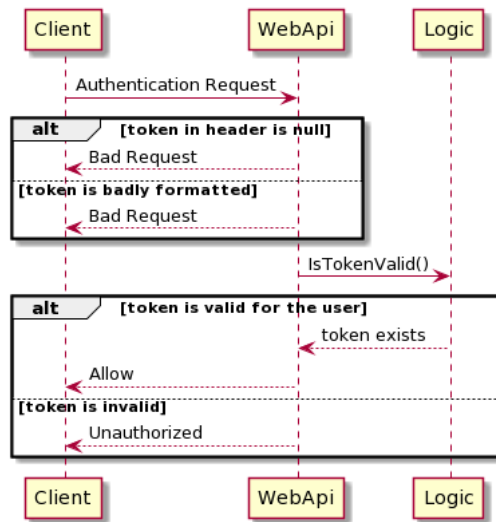 Client WebApi Logic
Authentication Request
alt [token in header is null]
Bad Request
[token is badly formatted]
Bad Request
IsTokenValid()
alt [token is valid for the user]
token exists
Allow
[token is invalid]
Unauthorized
Client WebApi Logic